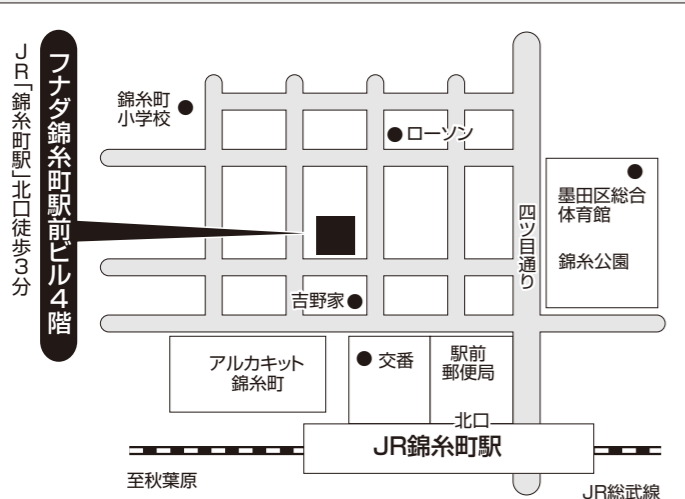 JR「錦糸町駅」北口徒歩3分
フナダ錦糸町駅前ビル4階
錦糸町
小学校
ローソン
四ツ目通り
墨田区総合
体育館
錦糸公園
吉野家
アルカキット
錦糸町
交番
駅前
郵便局
北口
JR錦糸町駅
至秋葉原
JR総武線